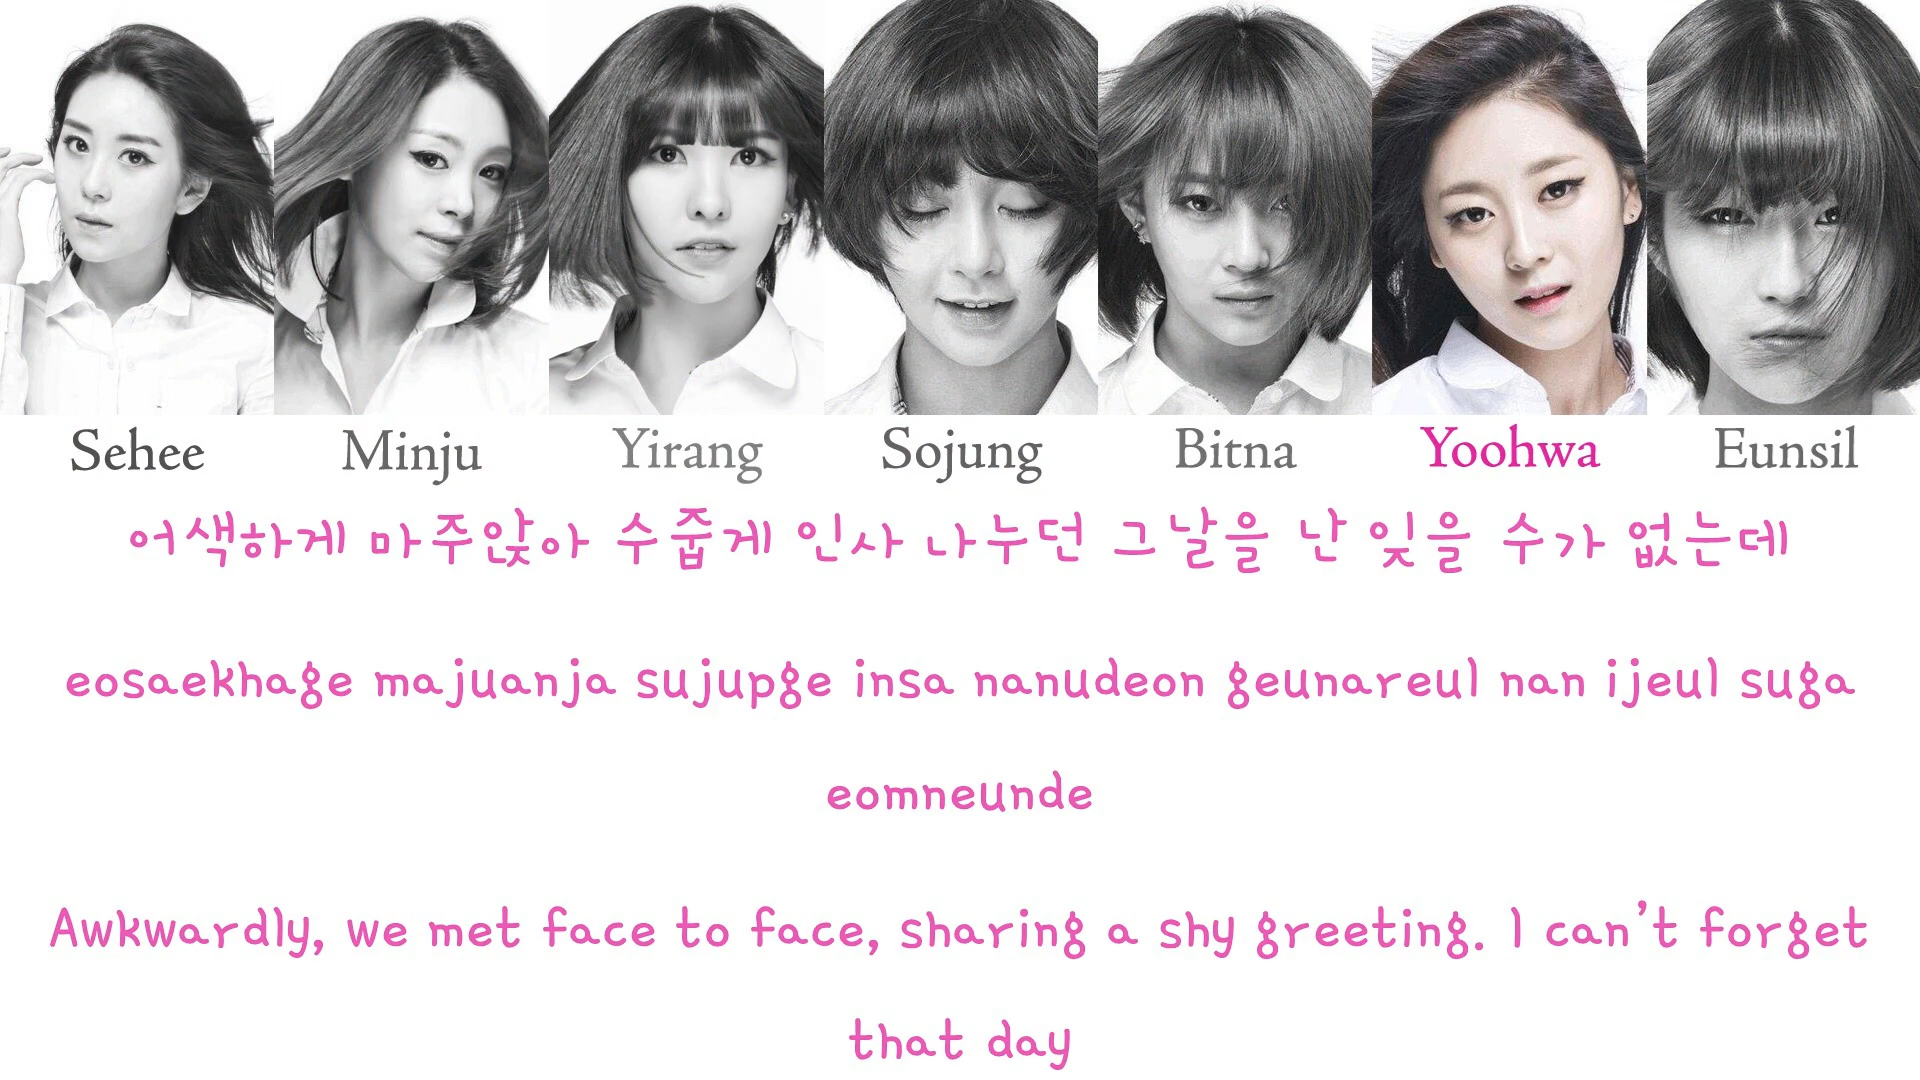 Sehee Minju Yirang Sojung Bitna Yoohwa Eunsil
어색하게 마주앉아 수줍게 인사 나누던 그날을 난 잊을 수가 없는데
eosaekhage majuanja sujupge insa nanudeon geunareul nan ijeul suga
eomneunde
Awkwardly, we met face to face, sharing a shy greeting. I can't forget
that day